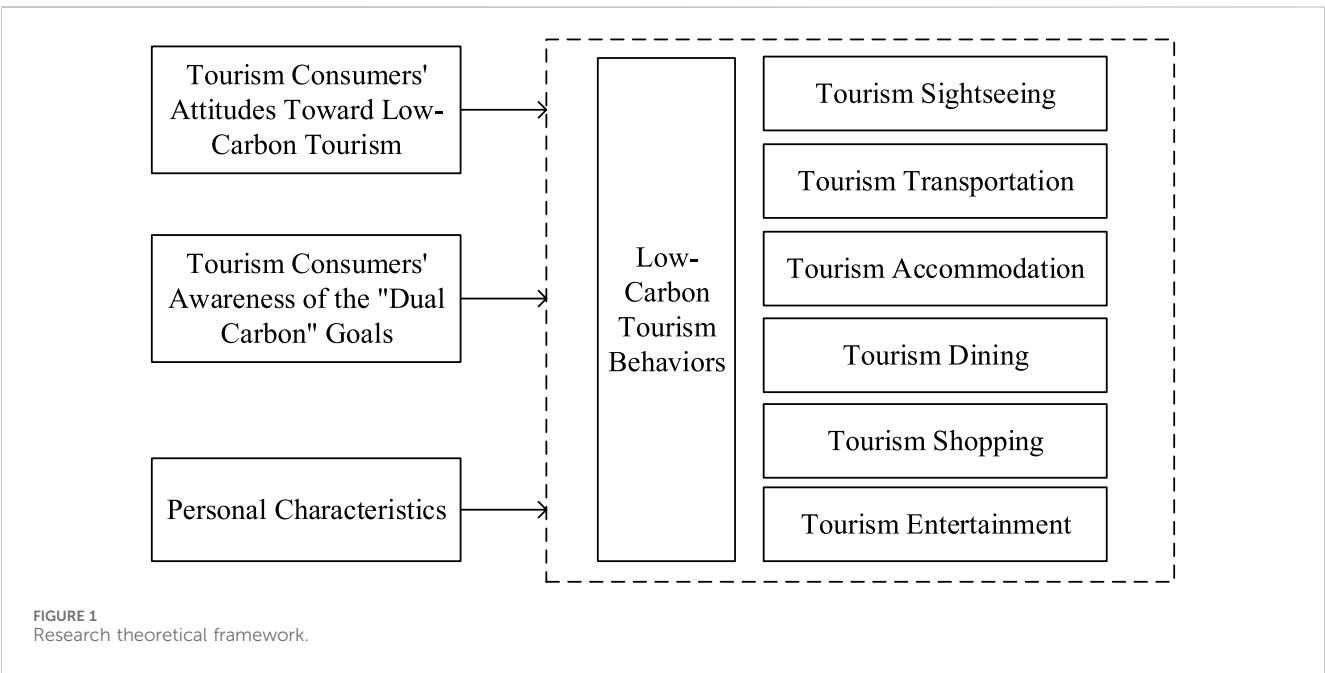 Tourism Consumers'
Attitudes Toward Low-
Carbon Tourism
Tourism Consumers'
Awareness of the "Dual
Carbon" Goals
Personal Characteristics
Low-
Carbon
Tourism
Behaviors
Tourism Sightseeing
Tourism Transportation
Tourism Accommodation
Tourism Dining
Tourism Shopping
Tourism Entertainment
FIGURE 1
Research theoretical framework.